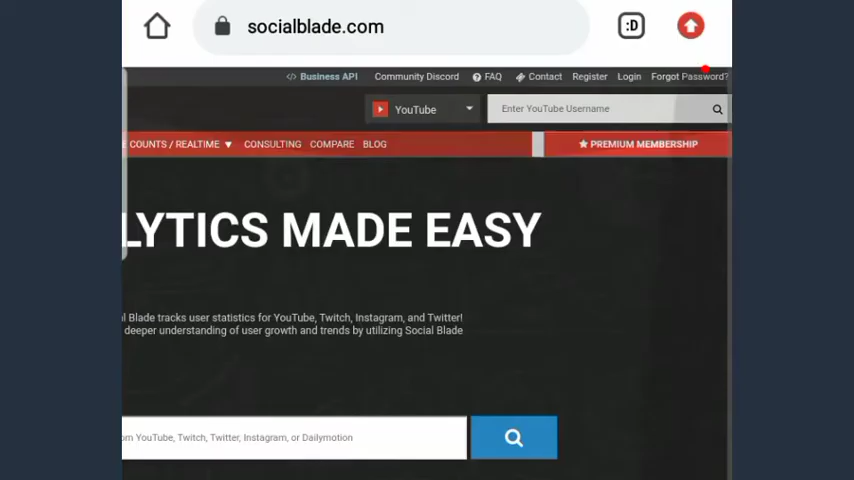 socialblade.com
:D
</> Business API Community Discord FAQ Contact Register Login Forgot Password?
YouTube Enter YouTube Username
COUNTS / REALTIME ▼ CONSULTING COMPARE BLOG ★ PREMIUM MEMBERSHIP
LYTICS MADE EASY
Blade tracks user statistics for YouTube, Twitch, Instagram, and Twitter!
deeper understanding of user growth and trends by utilizing Social Blade
YouTube, Twitch, Twitter, Instagram, or Dailymotion